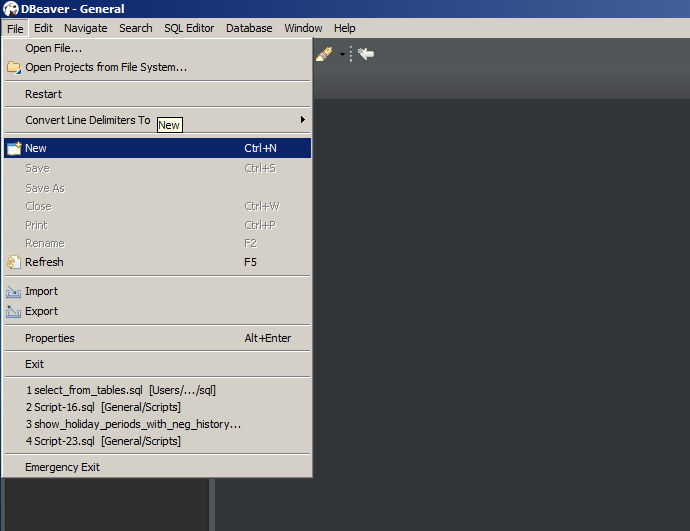 DBeaver - General
File Edit Navigate Search SQL Editor Database Window Help
Open File...
Open Projects from File System...
Restart
Convert Line Delimiters To
New
New Ctrl+N
Save Ctrl+S
Save As
Close Ctrl+W
Print Ctrl+P
Rename F2
Refresh F5
Import
Export
Properties Alt+Enter
Exit
1 select_from_tables.sql [Users/.../sql]
2 Script-16.sql [General/Scripts]
3 show_holiday_periods_with_neg_history...
4 Script-23.sql [General/Scripts]
Emergency Exit